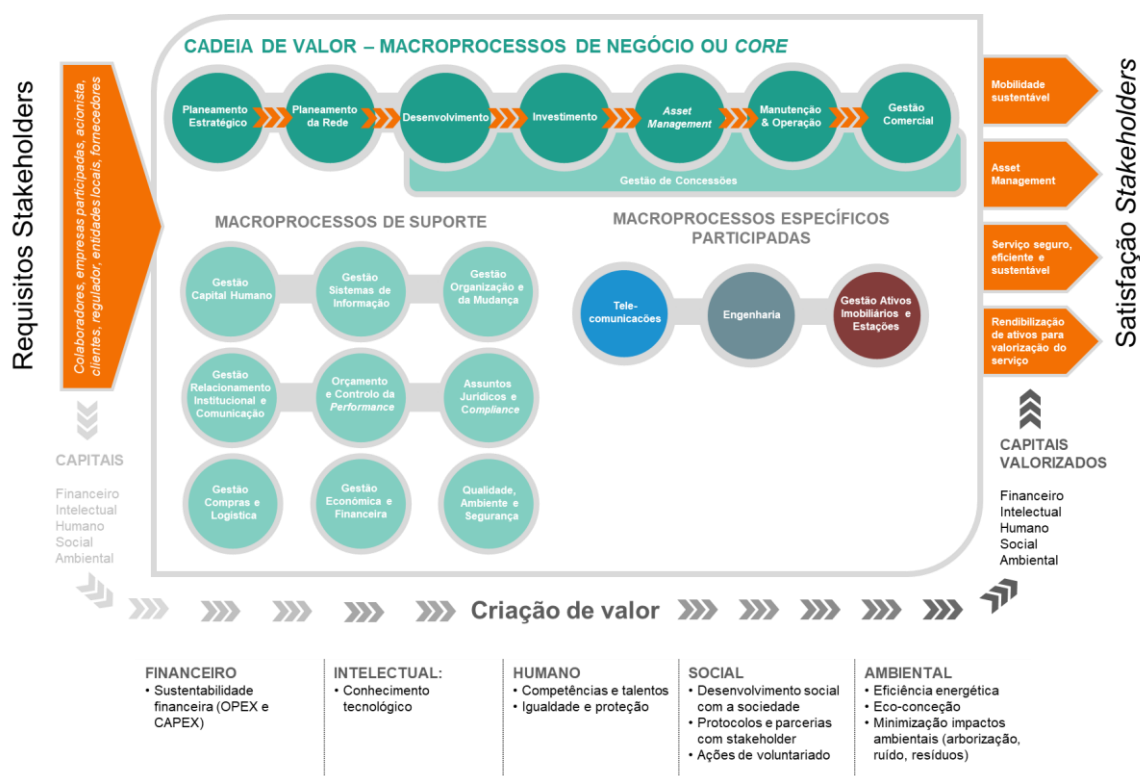 Requisitos Stakeholders
Colaboradores, empresas participadas, acionista,
clientes, regulador, entidades locais, fornecedores
CADEIA DE VALOR – MACROPROCESSOS DE NEGÓCIO OU CORE
Planeamento
Estratégico
Planeamento
da Rede
Desenvolvimento
Investimento
Asset
Management
Manutenção
& Operação
Gestão
Comercial
Gestão de Concessões
MACROPROCESSOS DE SUPORTE
Gestão
Capital Humano
Gestão
Sistemas de
Informação
Gestão
Organização e
da Mudança
Gestão
Relacionamento
Institucional e
Comunicação
Orçamento
e Controlo da
Performance
Assuntos
Jurídicos e
Compliance
Gestão
Compras e
Logística
Gestão
Económica e
Financeira
Qualidade,
Ambiente e
Segurança
MACROPROCESSOS ESPECÍFICOS
PARTICIPADAS
Tele-
comunicacões
Engenharia
Gestão Ativos
Imobiliários e
Estações
Mobilidade
sustentável
Asset
Management
Serviço seguro,
eficiente e
sustentável
Rendibilização
de ativos para
valorização do
serviço
Satisfação Stakeholders
CAPITAIS
Financeiro
Intelectual
Humano
Social
Ambiental
CAPITAIS
VALORIZADOS
Financeiro
Intelectual
Humano
Social
Ambiental
Criação de valor
FINANCEIRO
• Sustentabilidade
financeira (OPEX e
CAPEX)
INTELECTUAL:
• Conhecimento
tecnológico
HUMANO
• Competências e talentos
• Igualdade e proteção
SOCIAL
• Desenvolvimento social
com a sociedade
• Protocolos e parcerias
com stakeholder
• Ações de voluntariado
AMBIENTAL
• Eficiência energética
• Eco-conceção
• Minimização impactos
ambientais (arborização,
ruído, resíduos)